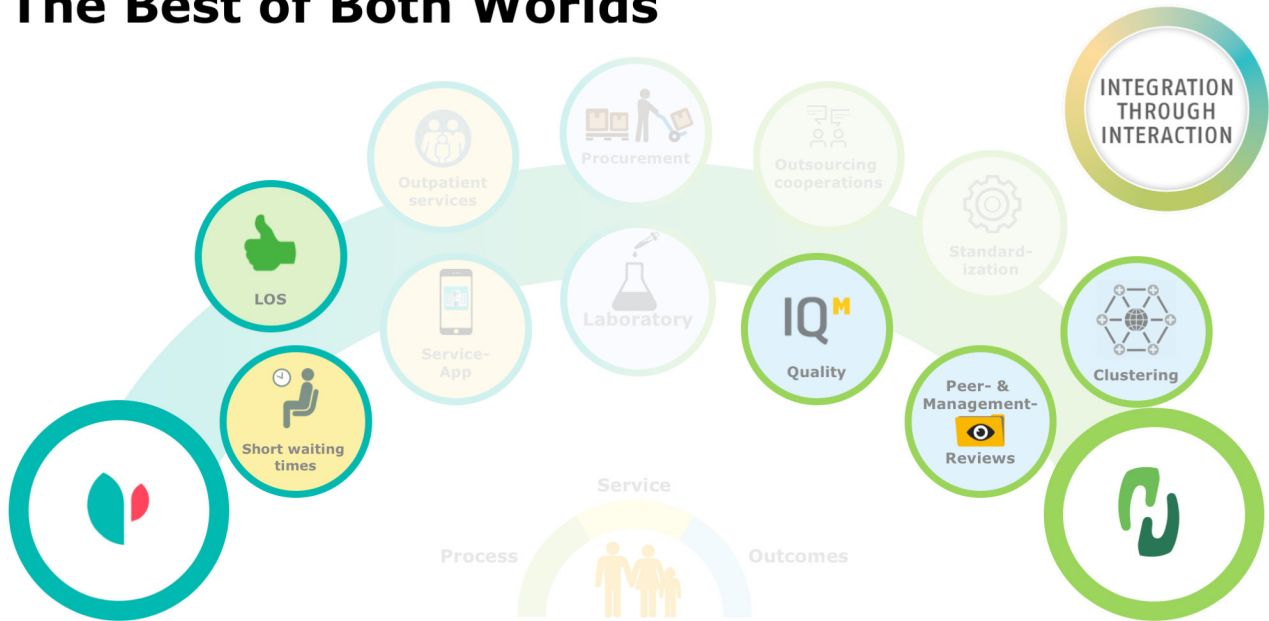 The Best of Both Worlds
INTEGRATION
THROUGH
INTERACTION
Procurement
Outsourcing
cooperations
Outpatient
services
Standard-
ization
LOS
Laboratory
Service-
App
IQM
Quality
Clustering
Peer- &
Management-
Reviews
Short waiting
times
Service
Process
Outcomes